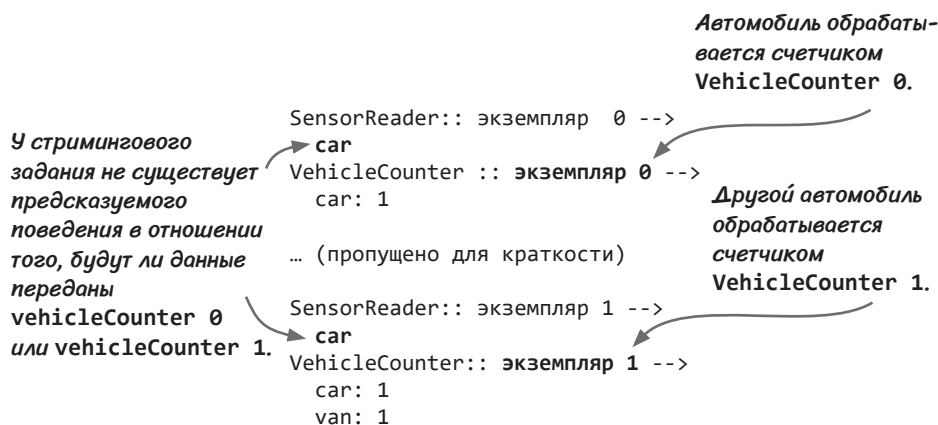 Автомобиль обрабаты-
вается счетчиком
VehicleCounter 0.
SensorReader:: экземпляр  0 -->
car
VehicleCounter :: экземпляр 0 -->
car: 1
У стримингового
задания не существует
предсказуемого
поведения в отношении
того, будут ли данные
переданы
vehicleCounter 0
или vehicleCounter 1.
Другой автомобиль
обрабатывается
счетчиком
VehicleCounter 1.
… (пропущено для краткости)
SensorReader:: экземпляр 1 -->
car
VehicleCounter:: экземпляр 1 -->
car: 1
van: 1